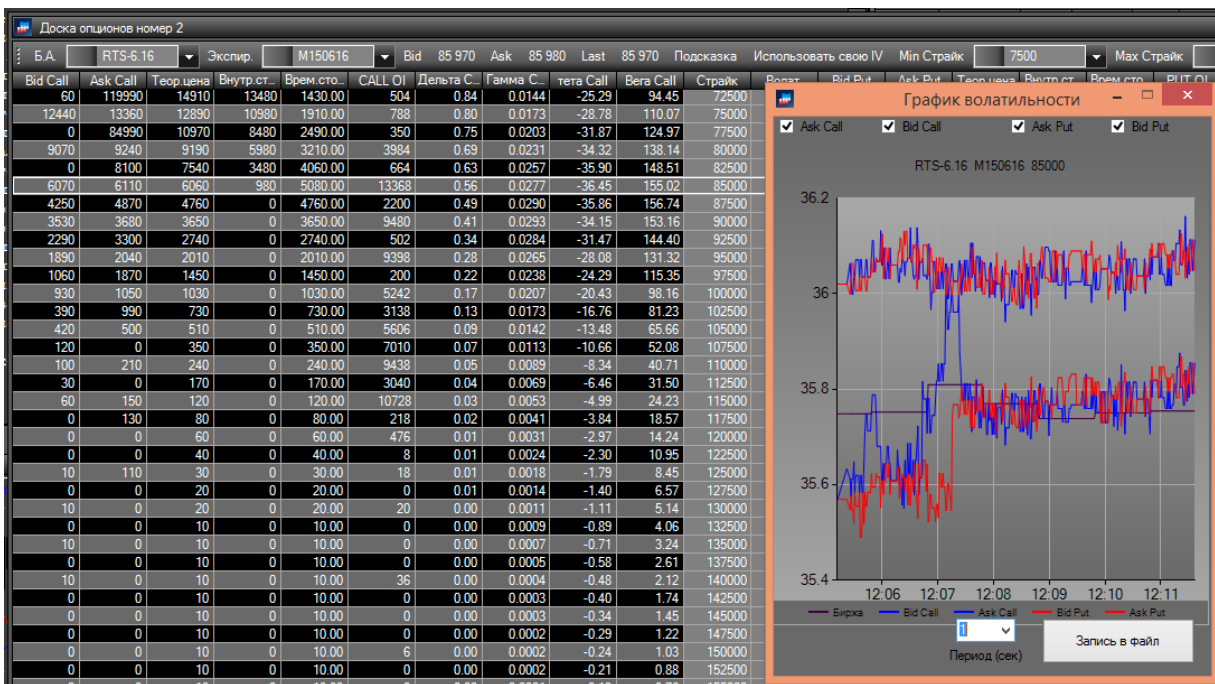 Доска опционов номер 2
Б.А. RTS-6.16 Экспир. M150616 Bid 85 970 Ask 85 980 Last 85 970 Подсказка Использовать свою IV Min Страйк 7500 Max Страйк
Bid Call Ask Call Теор.цена Внутр.ст... Врем.сто... CALL OI Дельта C... Гамма C... тета Call Вега Call Страйк
60 119990 14910 13480 1430.00 504 0.84 0.0144 -25.29 94.45 72500
12440 13360 12890 10980 1910.00 788 0.80 0.0173 -28.78 110.07 75000
0 84990 10970 8480 2490.00 350 0.75 0.0203 -31.87 124.97 77500
9070 9240 9190 5980 3210.00 3984 0.69 0.0231 -34.32 138.14 80000
0 8100 7540 3480 4060.00 664 0.63 0.0257 -35.90 148.51 82500
6070 6110 6060 980 5080.00 13368 0.56 0.0277 -36.45 155.02 85000
4250 4870 4760 0 4760.00 2200 0.49 0.0290 -35.86 156.74 87500
3530 3680 3650 0 3650.00 9480 0.41 0.0293 -34.15 153.16 90000
2290 3300 2740 0 2740.00 502 0.34 0.0284 -31.47 144.40 92500
1890 2040 2010 0 2010.00 9398 0.28 0.0265 -28.08 131.32 95000
1060 1870 1450 0 1450.00 200 0.22 0.0238 -24.29 115.35 97500
930 1050 1030 0 1030.00 5242 0.17 0.0207 -20.43 98.16 100000
390 990 730 0 730.00 3138 0.13 0.0173 -16.76 81.23 102500
420 500 510 0 510.00 5606 0.09 0.0142 -13.48 65.66 105000
120 0 350 0 350.00 7010 0.07 0.0113 -10.66 52.08 107500
100 210 240 0 240.00 9438 0.05 0.0089 -8.34 40.71 110000
30 0 170 0 170.00 3040 0.04 0.0069 -6.46 31.50 112500
60 150 120 0 120.00 10728 0.03 0.0053 -4.99 24.23 115000
0 130 80 0 80.00 218 0.02 0.0041 -3.84 18.57 117500
0 0 60 0 60.00 476 0.01 0.0031 -2.97 14.24 120000
0 0 40 0 40.00 8 0.01 0.0024 -2.30 10.95 122500
10 110 30 0 30.00 18 0.01 0.0018 -1.79 8.45 125000
0 0 20 0 20.00 0 0.01 0.0014 -1.40 6.57 127500
10 0 20 0 20.00 20 0.00 0.0011 -1.11 5.14 130000
0 0 10 0 10.00 0 0.00 0.0009 -0.89 4.06 132500
10 0 10 0 10.00 0 0.00 0.0007 -0.71 3.24 135000
0 0 10 0 10.00 0 0.00 0.0005 -0.58 2.61 137500
10 0 10 0 10.00 36 0.00 0.0004 -0.48 2.12 140000
0 0 10 0 10.00 0 0.00 0.0003 -0.40 1.74 142500
0 0 10 0 10.00 0 0.00 0.0003 -0.34 1.45 145000
0 0 10 0 10.00 0 0.00 0.0002 -0.29 1.22 147500
0 0 10 0 10.00 6 0.00 0.0002 -0.24 1.03 150000
0 0 10 0 10.00 0 0.00 0.0002 -0.21 0.88 152500
График волатильности
Ask Call Bid Call Ask Put Bid Put
RTS-6.16 M150616 85000
36.2
36
35.8
35.6
35.4
12:06 12:07 12:08 12:09 12:10 12:11
Биржа Bid Call Ask Call Bid Put Ask Put
1
Период (сек)
Запись в файл